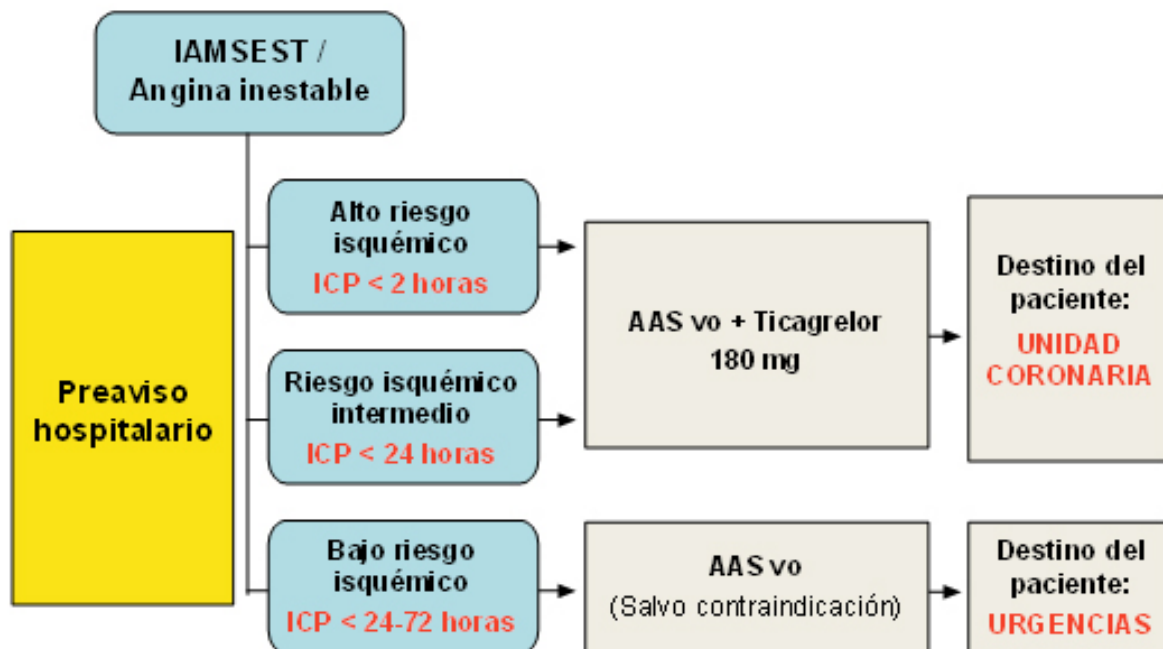 IAMSEST /
Angina inestable
Preaviso
hospitalario
Alto riesgo
isquémico
ICP < 2 horas
AAS vo + Ticagrelor
180 mg
Destino del
paciente:
UNIDAD
CORONARIA
Riesgo isquémico
intermedio
ICP < 24 horas
Bajo riesgo
isquémico
ICP < 24-72 horas
AAS vo
(Salvo contraindicación)
Destino del
paciente:
URGENCIAS